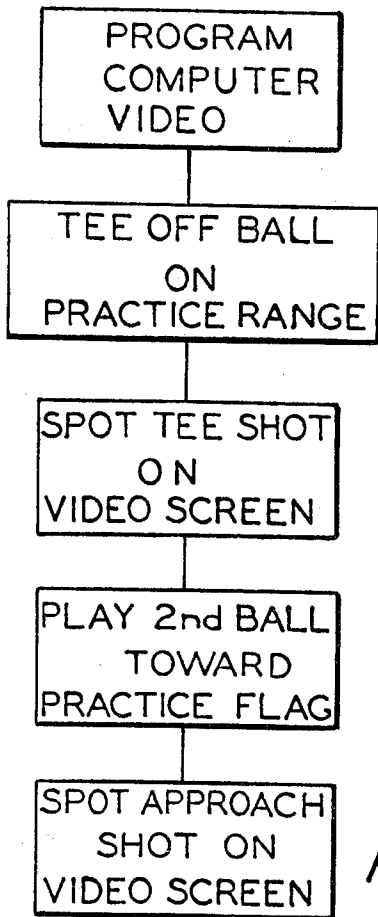 PROGRAM
COMPUTER
VIDEO
TEE OFF BALL
ON
PRACTICE RANGE
SPOT TEE SHOT
ON
VIDEO SCREEN
PLAY 2nd BALL
TOWARD
PRACTICE FLAG
SPOT APPROACH
SHOT ON
VIDEO SCREEN